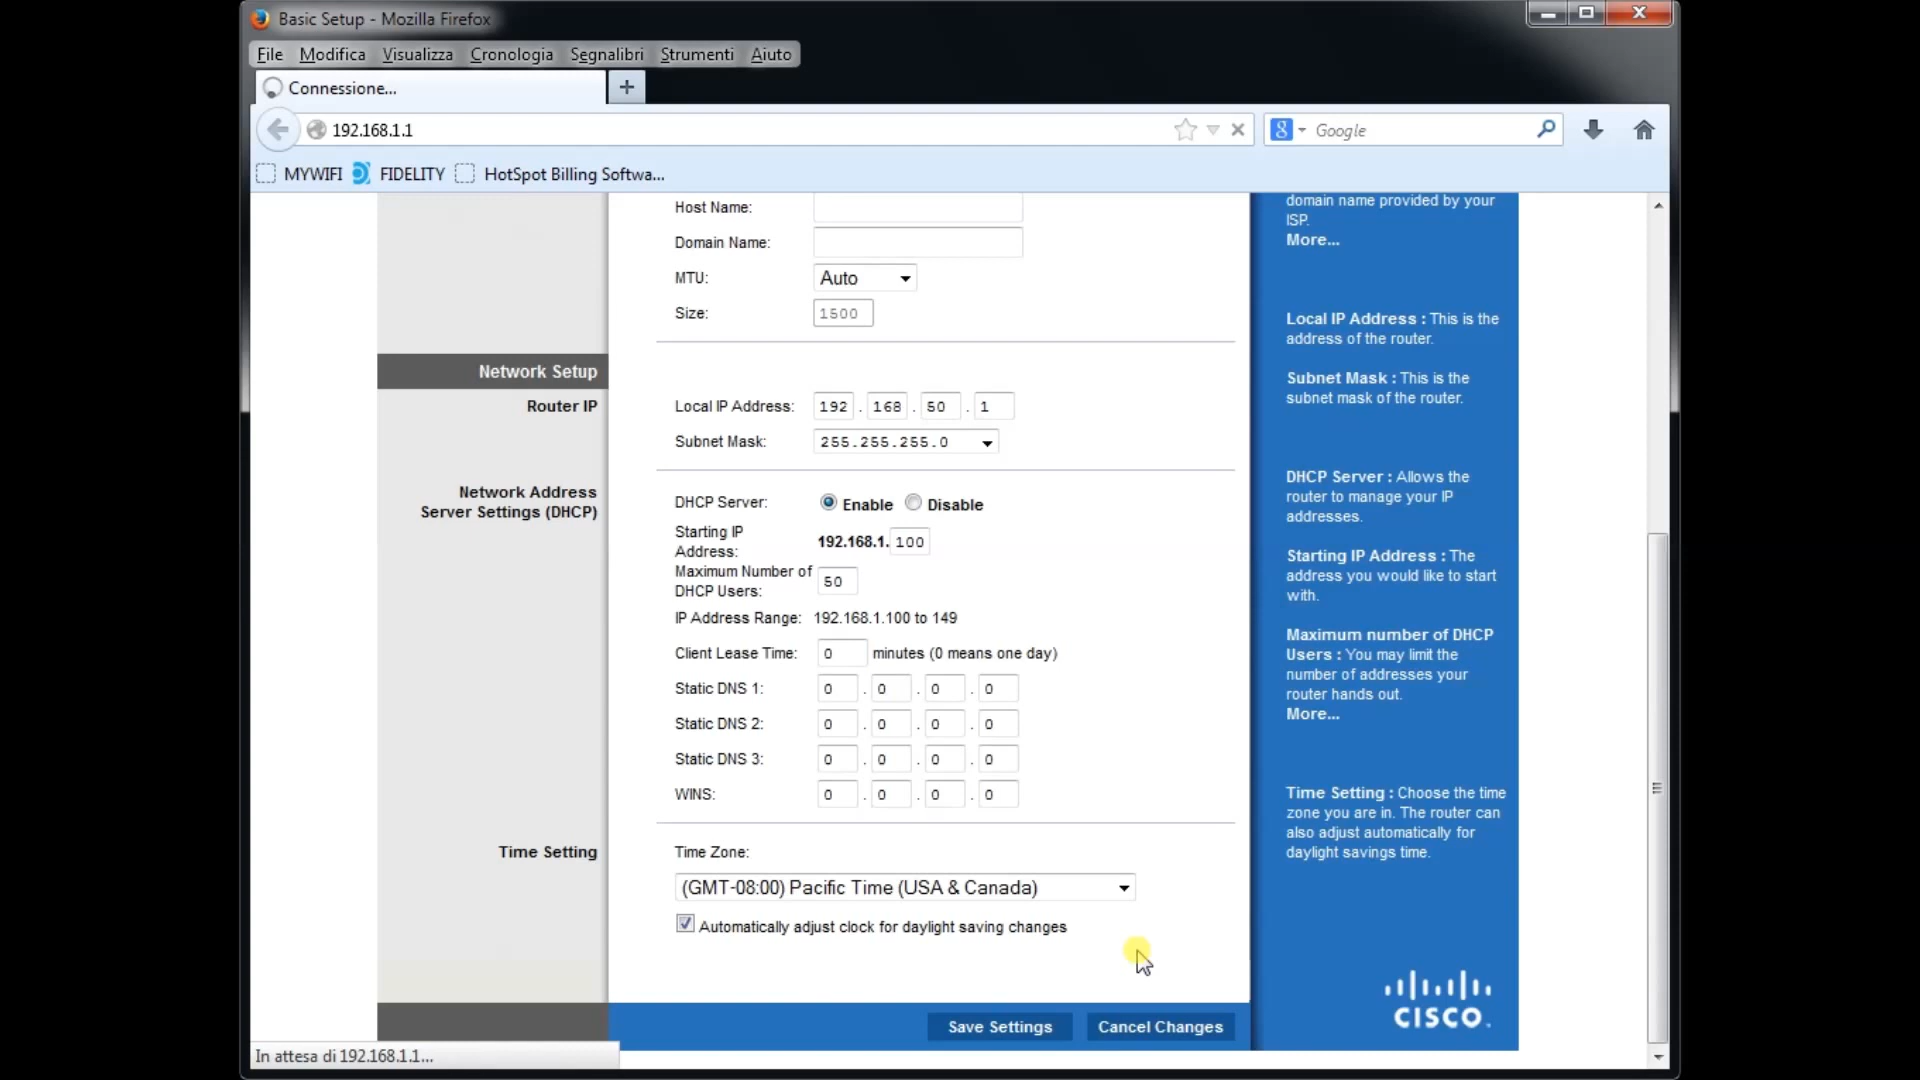 Basic Setup - Mozilla Firefox
File Modifica Visualizza Cronologia Segnalibri Strumenti Aiuto
Connessione...
192.168.1.1
8 Google
MYWIFI FIDELITY HotSpot Billing Softwa...
Host Name:
Domain Name:
MTU: Auto
Size: 1500
Network Setup
Router IP
Local IP Address: 192 . 168 . 50 . 1
Subnet Mask: 255.255.255.0
Network Address
Server Settings (DHCP)
DHCP Server: Enable Disable
Starting IP
Address: 192.168.1. 100
Maximum Number of
DHCP Users: 50
IP Address Range: 192.168.1.100 to 149
Client Lease Time: 0 minutes (0 means one day)
Static DNS 1: 0 . 0 . 0 . 0
Static DNS 2: 0 . 0 . 0 . 0
Static DNS 3: 0 . 0 . 0 . 0
WINS: 0 . 0 . 0 . 0
Time Setting
Time Zone:
(GMT-08:00) Pacific Time (USA & Canada)
Automatically adjust clock for daylight saving changes
Save Settings Cancel Changes
domain name provided by your
ISP.
More...
Local IP Address : This is the
address of the router.
Subnet Mask : This is the
subnet mask of the router.
DHCP Server : Allows the
router to manage your IP
addresses.
Starting IP Address : The
address you would like to start
with.
Maximum number of DHCP
Users : You may limit the
number of addresses your
router hands out.
More...
Time Setting : Choose the time
zone you are in. The router can
also adjust automatically for
daylight savings time.
CISCO.
In attesa di 192.168.1.1...